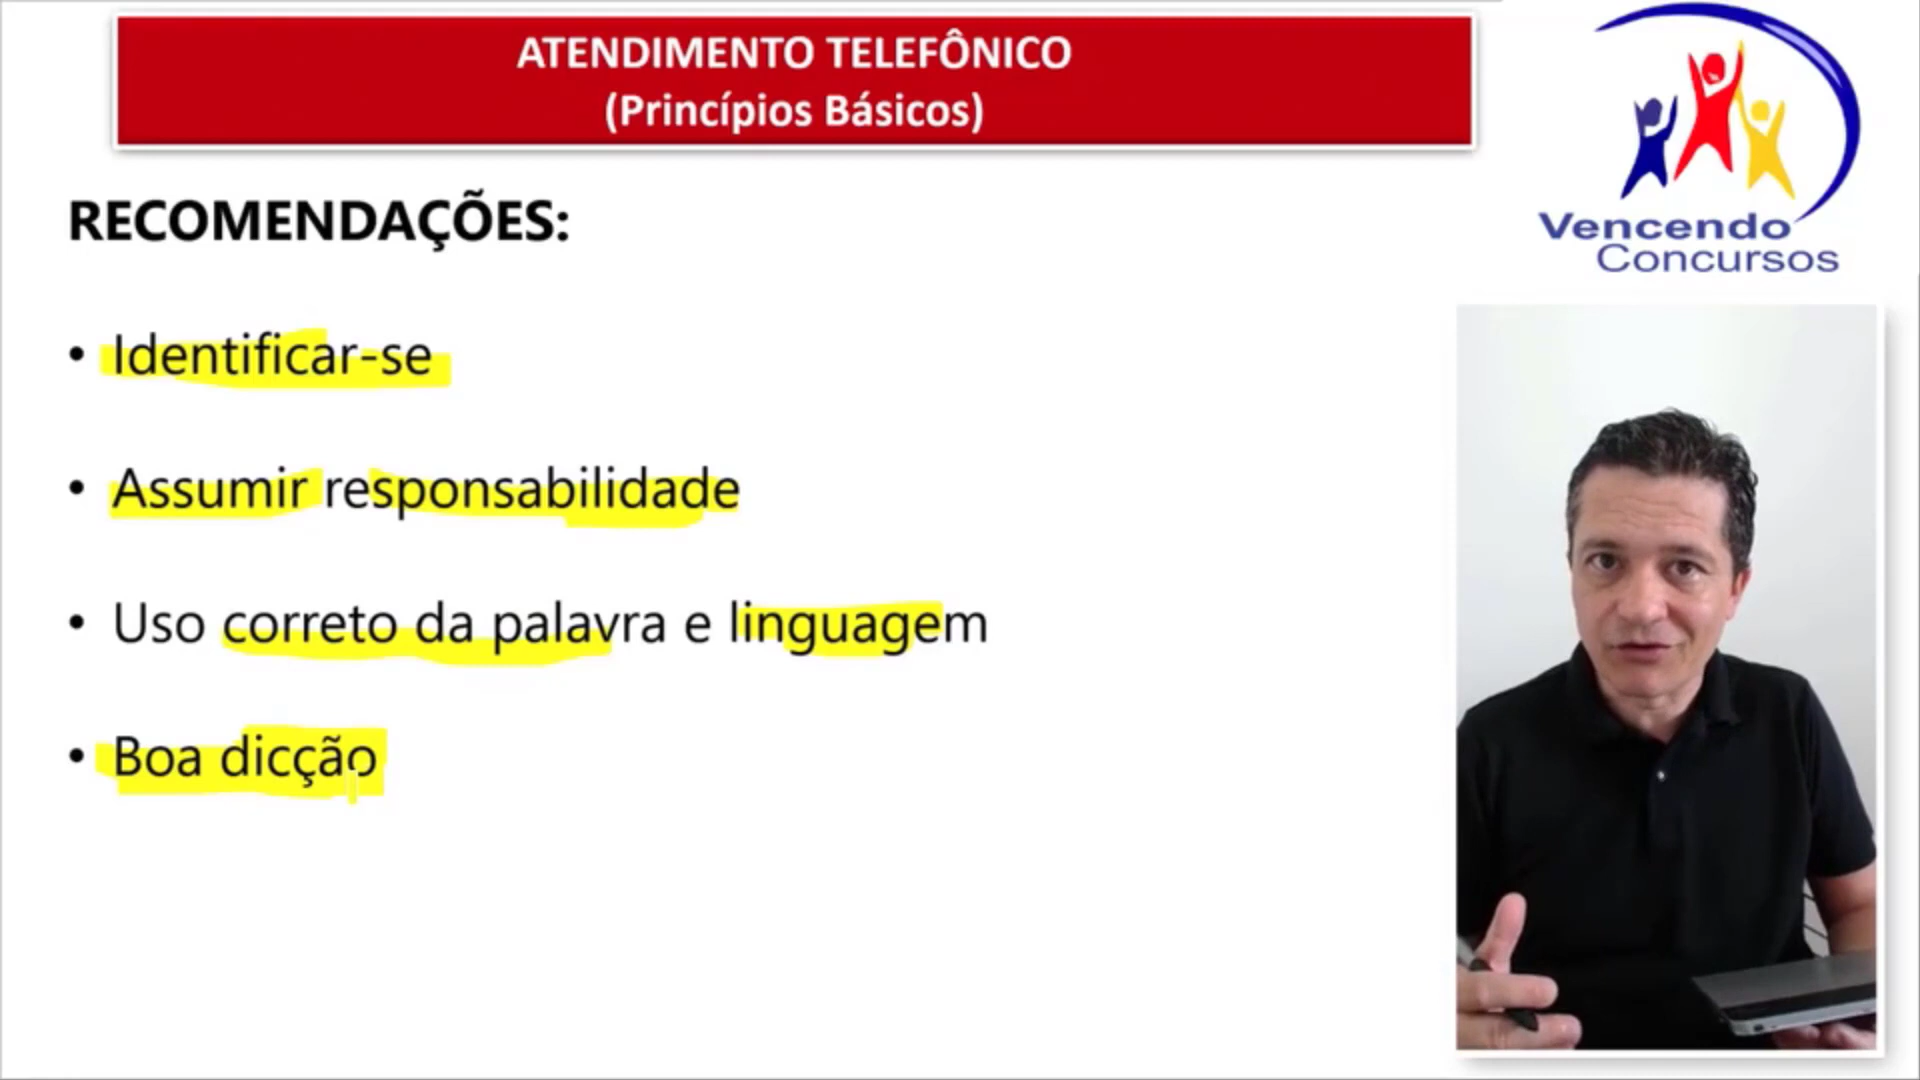 ATENDIMENTO TELEFÔNICO
(Princípios Básicos)
Vencendo
Concursos
RECOMENDAÇÕES:
• Identificar-se
• Assumir responsabilidade
• Uso correto da palavra e linguagem
• Boa dicção